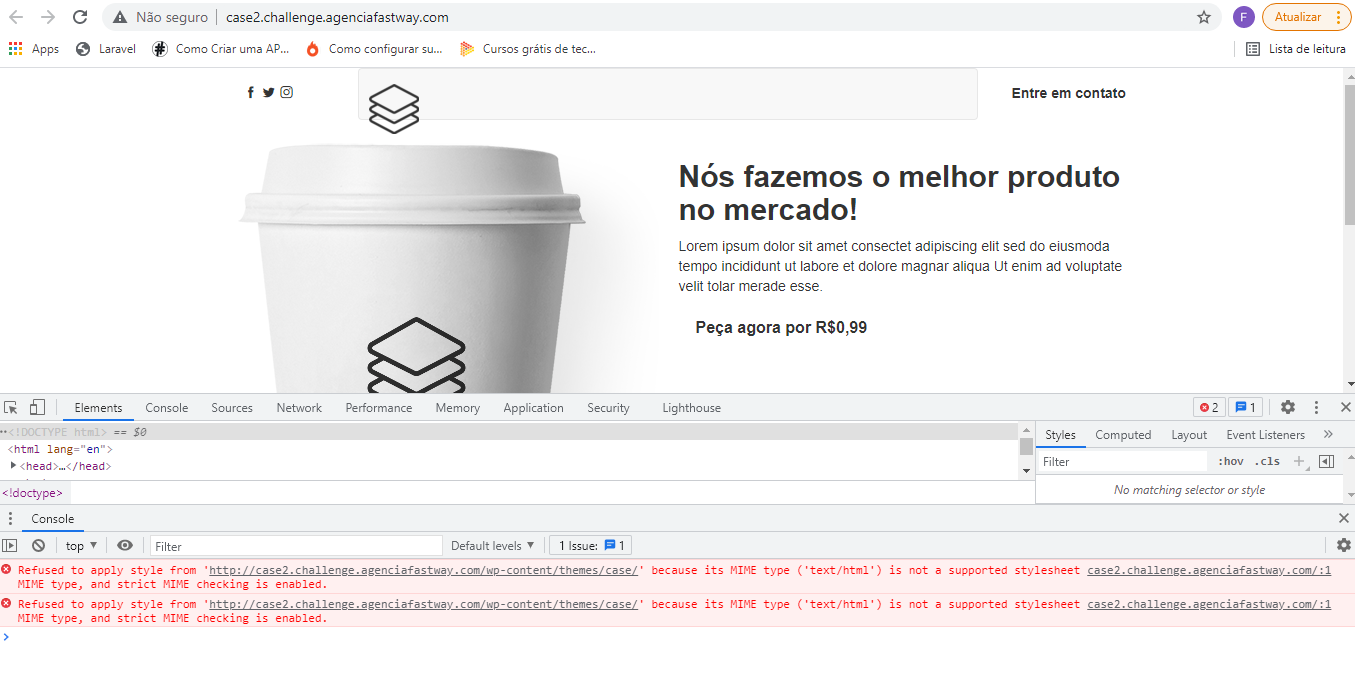 Não seguro
case2.challenge.agenciafastway.com
F
Atualizar
Apps
Laravel
Como Criar uma AP...
Como configurar su...
Cursos grátis de tec...
Lista de leitura
Entre em contato
Nós fazemos o melhor produto
no mercado!
Lorem ipsum dolor sit amet consectet adipiscing elit sed do eiusmoda
tempo incididunt ut labore et dolore magnar aliqua Ut enim ad voluptate
velit tolar merade esse.
Peça agora por R$0,99
Elements Console Sources Network Performance Memory Application Security Lighthouse 2 1
<!DOCTYPE html> == $0
<html lang="en">
<head>…</head>
<!doctype>
Styles Computed Layout Event Listeners »
Filter :hov .cls +
No matching selector or style
Console
top Filter Default levels 1 Issue: 1
Refused to apply style from 'http://case2.challenge.agenciafastway.com/wp-content/themes/case/' because its MIME type ('text/html') is not a supported stylesheet case2.challenge.agenciafastway.com/:1
MIME type, and strict MIME checking is enabled.
Refused to apply style from 'http://case2.challenge.agenciafastway.com/wp-content/themes/case/' because its MIME type ('text/html') is not a supported stylesheet case2.challenge.agenciafastway.com/:1
MIME type, and strict MIME checking is enabled.